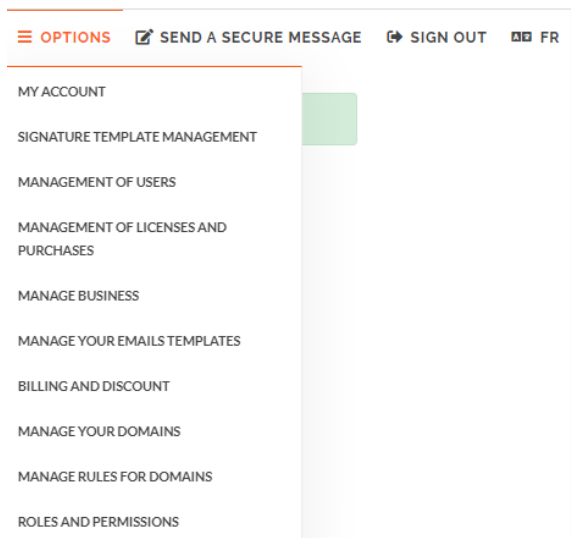 OPTIONS SEND A SECURE MESSAGE SIGN OUT FR
MY ACCOUNT
SIGNATURE TEMPLATE MANAGEMENT
MANAGEMENT OF USERS
MANAGEMENT OF LICENSES AND
PURCHASES
MANAGE BUSINESS
MANAGE YOUR EMAILS TEMPLATES
BILLING AND DISCOUNT
MANAGE YOUR DOMAINS
MANAGE RULES FOR DOMAINS
ROLES AND PERMISSIONS